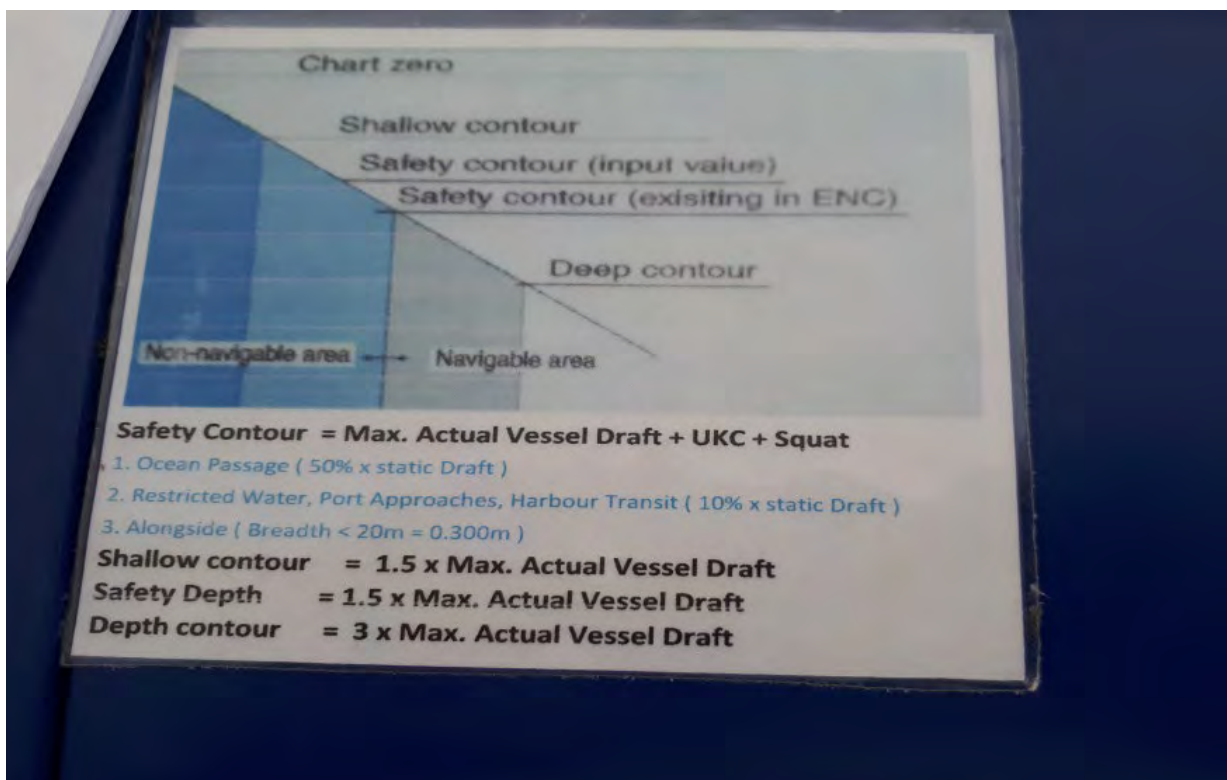 Chart zero
Shallow contour
Safety contour (input value)
Safety contour (exisiting in ENC)
Deep contour
Non-navigable area
Navigable area
Safety Contour = Max. Actual Vessel Draft + UKC + Squat
1. Ocean Passage ( 50% x static Draft )
2. Restricted Water, Port Approaches, Harbour Transit ( 10% x static Draft )
3. Alongside ( Breadth < 20m = 0.300m )
Shallow contour = 1.5 x Max. Actual Vessel Draft
Safety Depth = 1.5 x Max. Actual Vessel Draft
Depth contour = 3 x Max. Actual Vessel Draft